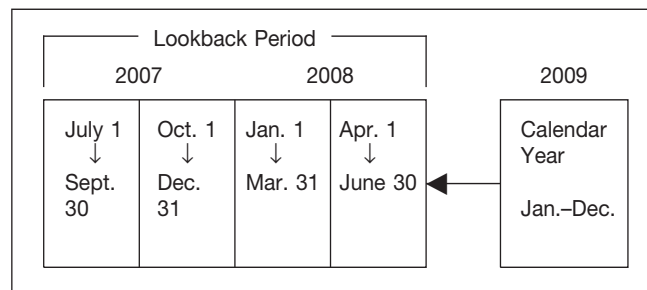 Lookback Period
2007 2008 2009
July 1 Oct. 1 Jan. 1 Apr. 1 Calendar
↓ ↓ ↓ ↓ Year
Sept. Dec. Mar. 31 June 30
30 31 Jan.–Dec.